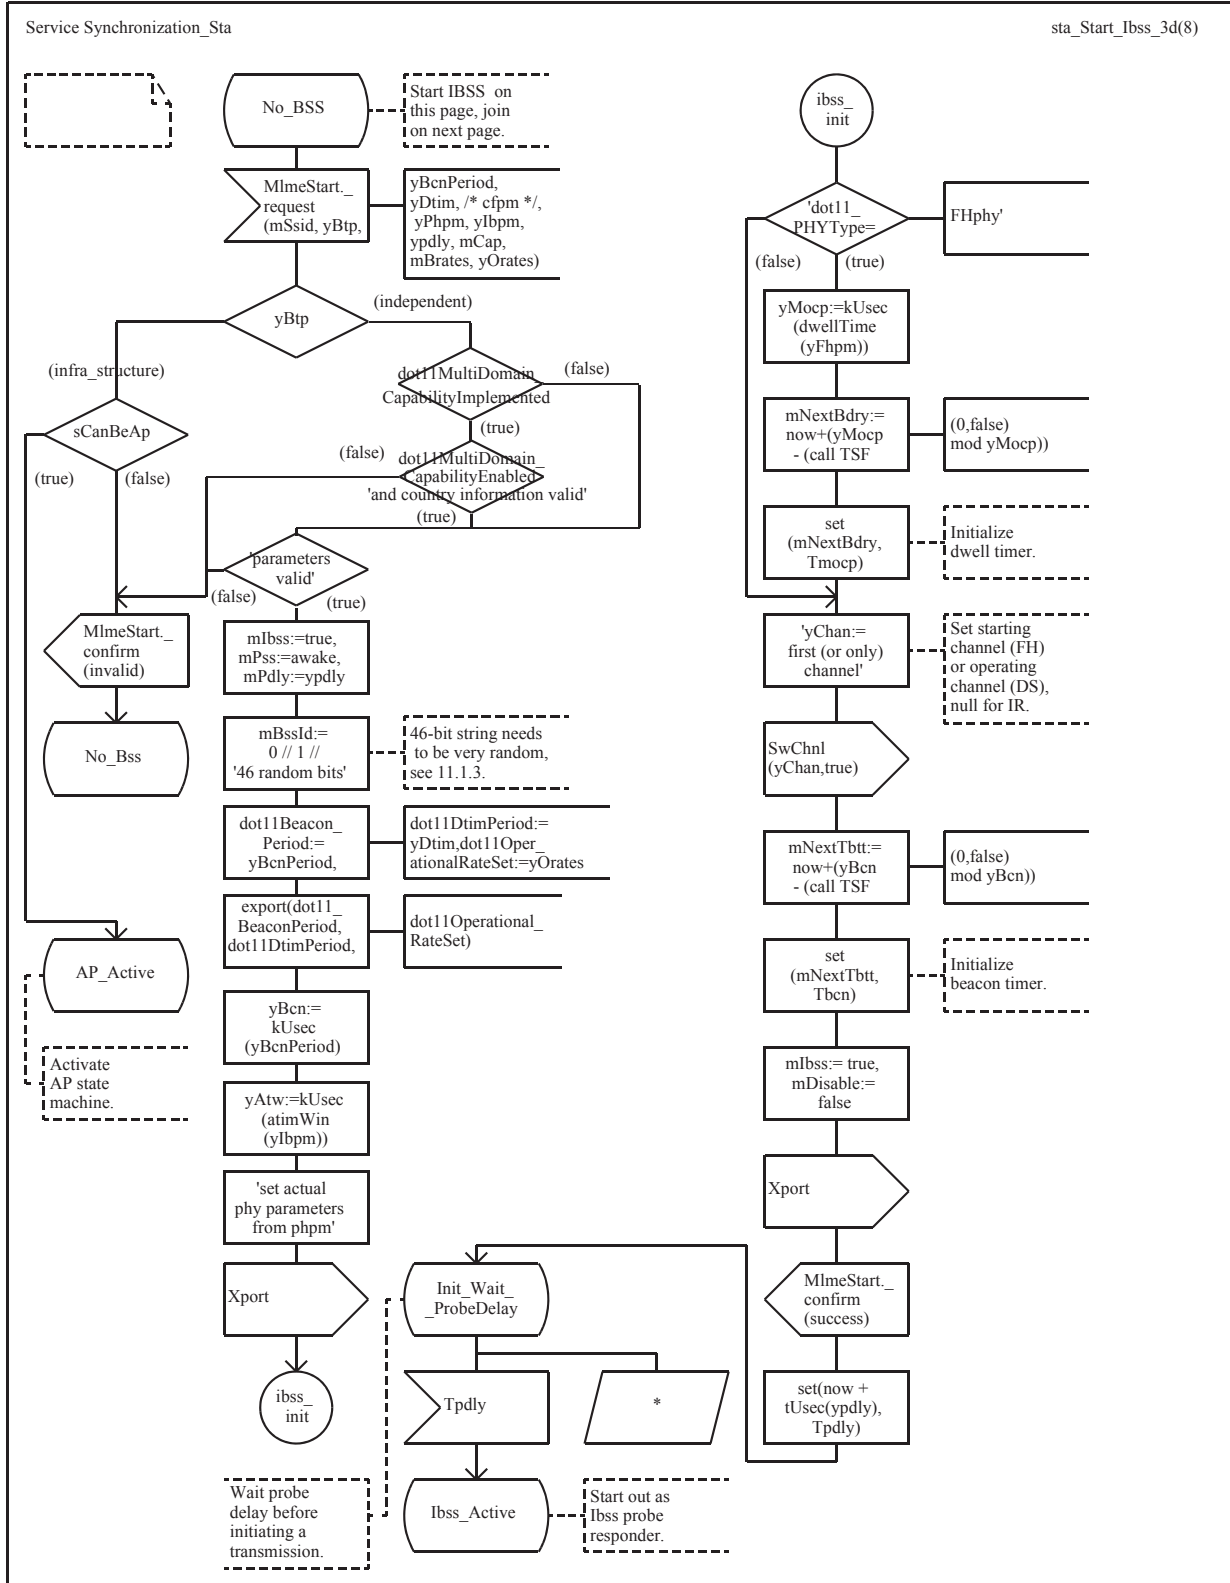 Service Synchronization_Sta
sta_Start_Ibss_3d(8)
No_BSS
Start IBSS on
this page, join
on next page.
MlmeStart._
request
(mSsid, yBtp,
yBcnPeriod,
yDtim, /* cfpm */,
yPhpm, yIbpm,
ypdly, mCap,
mBrates, yOrates)
yBtp
(independent)
(infra_structure)
dot11MultiDomain_
CapabilityImplemented
(false)
(true)
sCanBeAp
(true)
(false)
(false)
dot11MultiDomain_
CapabilityEnabled
'and country information valid'
(true)
'parameters
valid'
(false)
(true)
MlmeStart._
confirm
(invalid)
No_Bss
mIbss:=true,
mPss:=awake,
mPdly:=ypdly
mBssId:=
0 // 1 //
'46 random bits'
46-bit string needs
to be very random,
see 11.1.3.
dot11Beacon_
Period:=
yBcnPeriod,
dot11DtimPeriod:=
yDtim,dot11Oper_
ationalRateSet:=yOrates
export(dot11_
BeaconPeriod,
dot11DtimPeriod,
dot11Operational_
RateSet)
AP_Active
Activate
AP state
machine.
yBcn:=
kUsec
(yBcnPeriod)
yAtw:=kUsec
(atimWin
(yIbpm))
'set actual
phy parameters
from phpm'
Xport
ibss_
init
Init_Wait_
_ProbeDelay
Tpdly
*
Wait probe
delay before
initiating a
transmission.
Ibss_Active
Start out as
Ibss probe
responder.
ibss_
init
'dot11_
PHYType=
FHphy'
(false)
(true)
yMocp:=kUsec
(dwellTime
(yFhpm))
mNextBdry:=
now+(yMocp
- (call TSF
(0,false)
mod yMocp))
set
(mNextBdry,
Tmocp)
Initialize
dwell timer.
'yChan:=
first (or only)
channel'
Set starting
channel (FH)
or operating
channel (DS),
null for IR.
SwChnl
(yChan,true)
mNextTbtt:=
now+(yBcn
- (call TSF
(0,false)
mod yBcn))
set
(mNextTbtt,
Tbcn)
Initialize
beacon timer.
mIbss:= true,
mDisable:=
false
Xport
MlmeStart._
confirm
(success)
set(now +
tUsec(ypdly),
Tpdly)